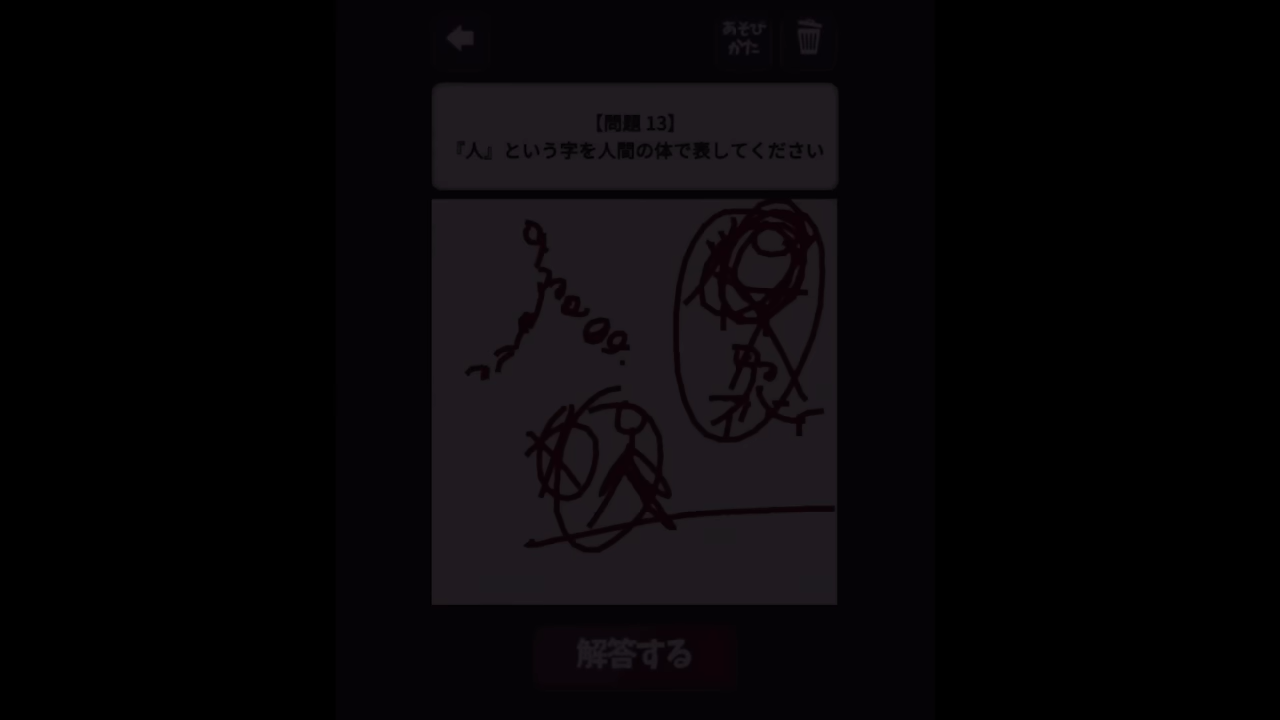 あそび
かた
【問題 13】
『人』という字を人間の体で表してください
解答する